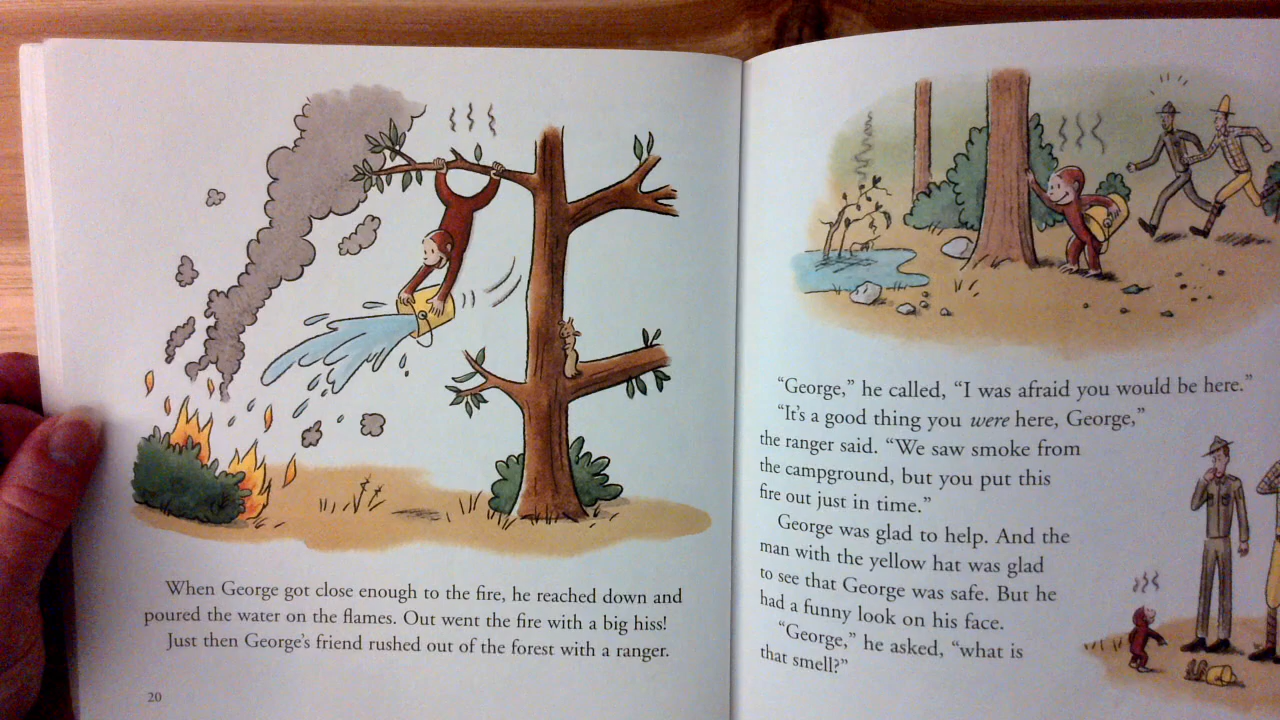 When George got close enough to the fire, he reached down and
poured the water on the flames. Out went the fire with a big hiss!
Just then George's friend rushed out of the forest with a ranger.
20
“George,” he called, “I was afraid you would be here.”
“It's a good thing you were here, George,”
the ranger said. “We saw smoke from
the campground, but you put this
fire out just in time.”
George was glad to help. And the
man with the yellow hat was glad
to see that George was safe. But he
had a funny look on his face.
“George,” he asked, “what is
that smell?”